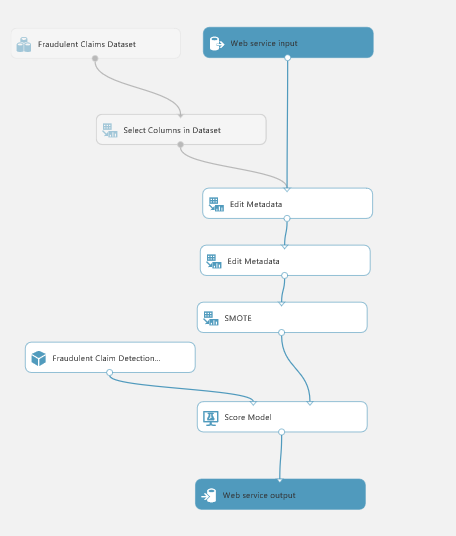 Fraudulent Claims Dataset
Web service input
Select Columns in Dataset
Edit Metadata
Edit Metadata
SMOTE
Fraudulent Claim Detection...
Score Model
Web service output